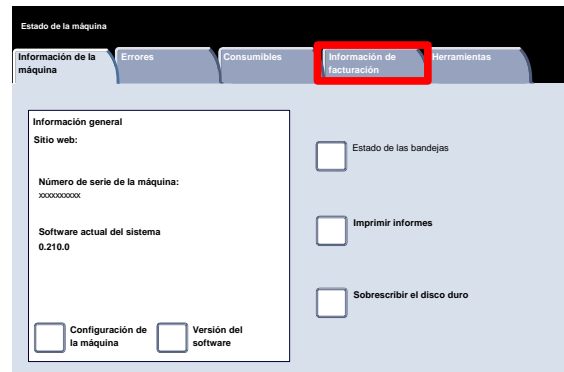 Estado de la máquina
Información de la
máquina
Errores
Consumibles
Información de
facturación
Herramientas
Información general
Sitio web:
Número de serie de la máquina:
xxxxxxxxx
Software actual del sistema
0.210.0
Configuración de
la máquina
Versión del
software
Estado de las bandejas
Imprimir informes
Sobrescribir el disco duro